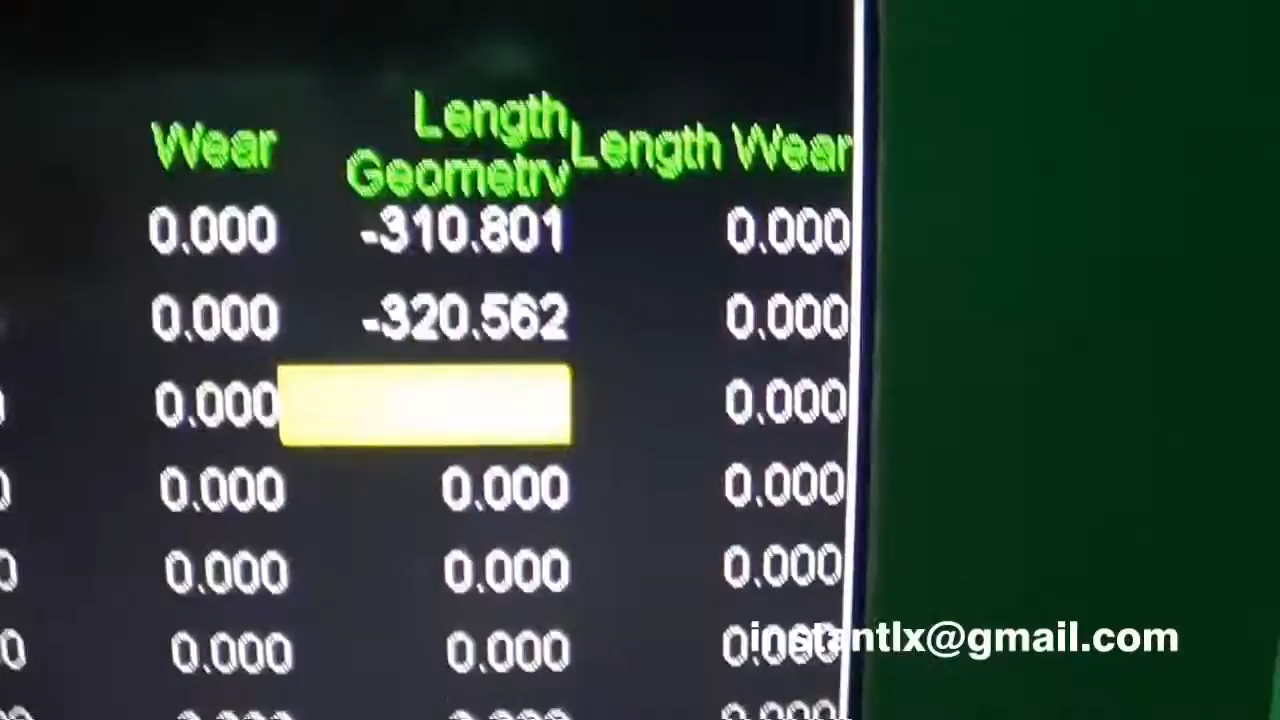 Wear Length Geometry Length Wear
0.000 -310.801 0.000
0.000 -320.562 0.000
0.000 0.000
0.000 0.000 0.000
0.000 0.000 0.000
0.000 0.000 0.000
instantlx@gmail.com